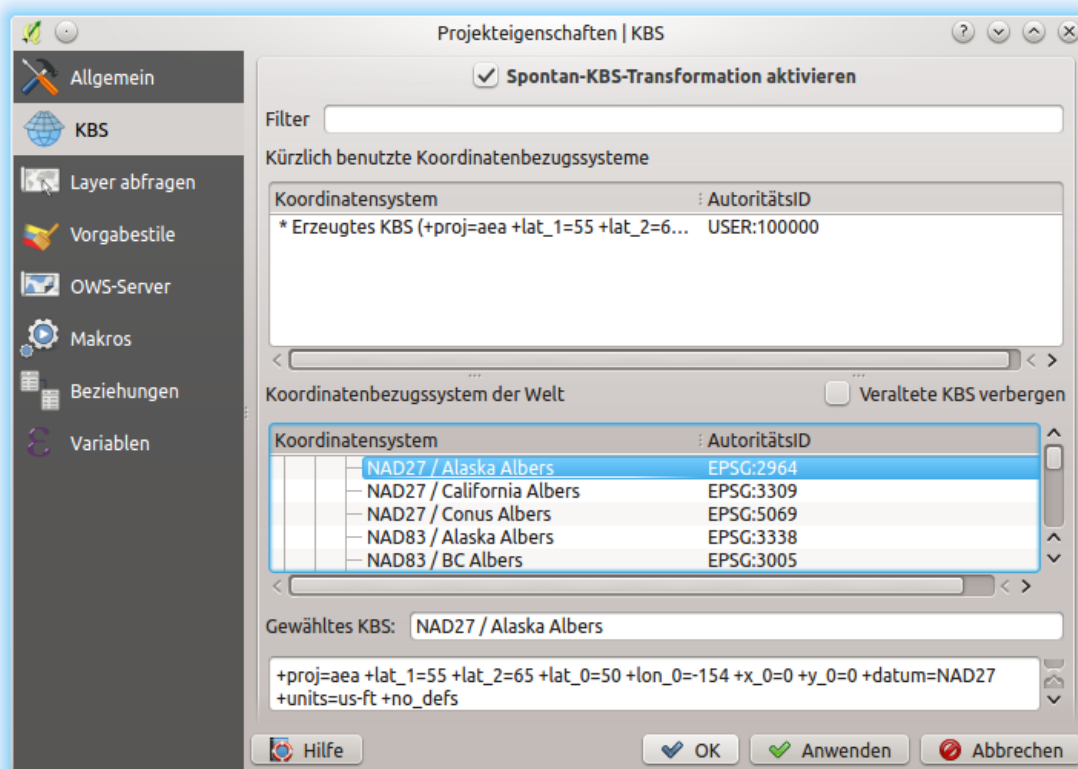 Projekteigenschaften | KBS
Allgemein
KBS
Layer abfragen
Vorgabestile
OWS-Server
Makros
Beziehungen
Variablen
Spontan-KBS-Transformation aktivieren
Filter
Kürzlich benutzte Koordinatenbezugssysteme
Koordinatensystem AutoritätsID
* Erzeugtes KBS (+proj=aea +lat_1=55 +lat_2=6... USER:100000
Koordinatenbezugssystem der Welt Veraltete KBS verbergen
Koordinatensystem AutoritätsID
NAD27 / Alaska Albers EPSG:2964
NAD27 / California Albers EPSG:3309
NAD27 / Conus Albers EPSG:5069
NAD83 / Alaska Albers EPSG:3338
NAD83 / BC Albers EPSG:3005
Gewähltes KBS: NAD27 / Alaska Albers
+proj=aea +lat_1=55 +lat_2=65 +lat_0=50 +lon_0=-154 +x_0=0 +y_0=0 +datum=NAD27
+units=us-ft +no_defs
Hilfe OK Anwenden Abbrechen